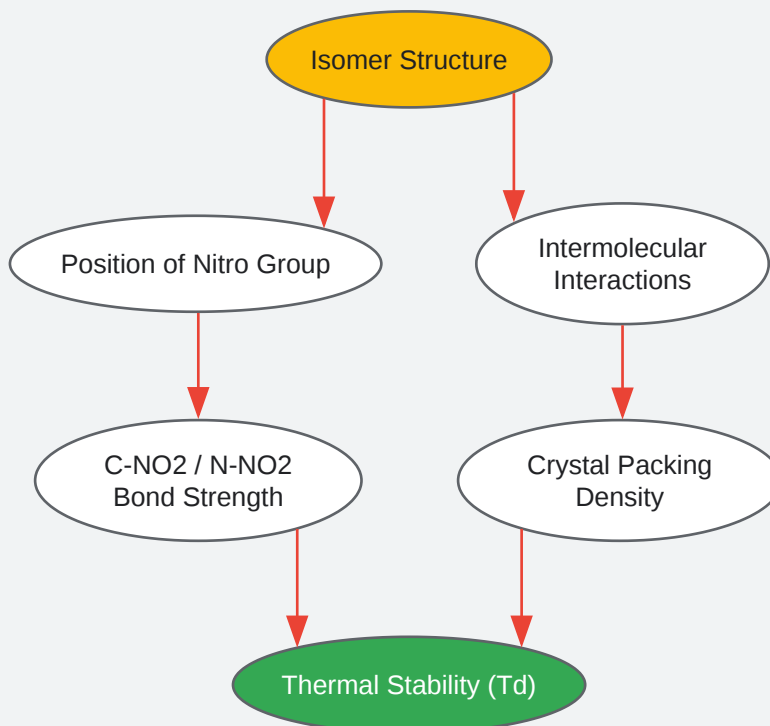 Isomer Structure
Position of Nitro Group
Intermolecular
Interactions
C-NO2 / N-NO2
Bond Strength
Crystal Packing
Density
Thermal Stability (Td)